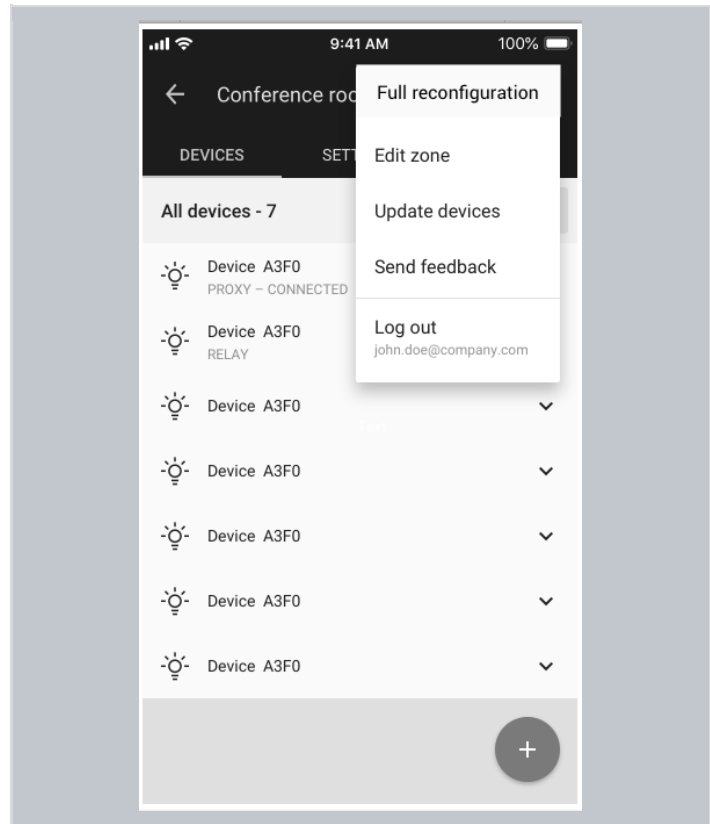 9:41 AM 100%
Conference roo
Full reconfiguration
DEVICES SETT
Edit zone
All devices - 7
Update devices
Device A3F0
PROXY – CONNECTED
Send feedback
Device A3F0
RELAY
Log out
john.doe@company.com
Device A3F0
Device A3F0
Device A3F0
Device A3F0
Device A3F0
+